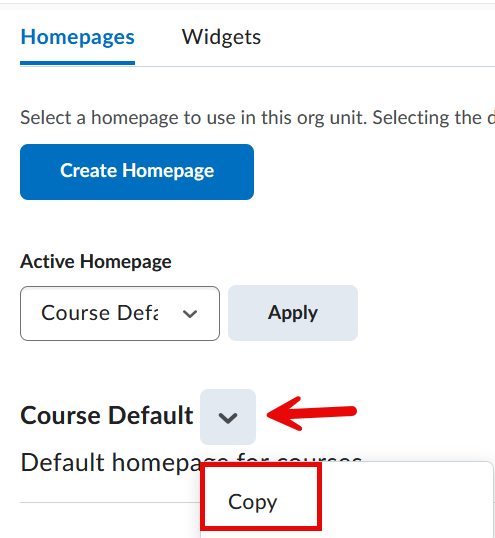 Homepages Widgets
Select a homepage to use in this org unit. Selecting the
Create Homepage
Active Homepage
Course Defa
Apply
Course Default
Default homepage for courses
Copy